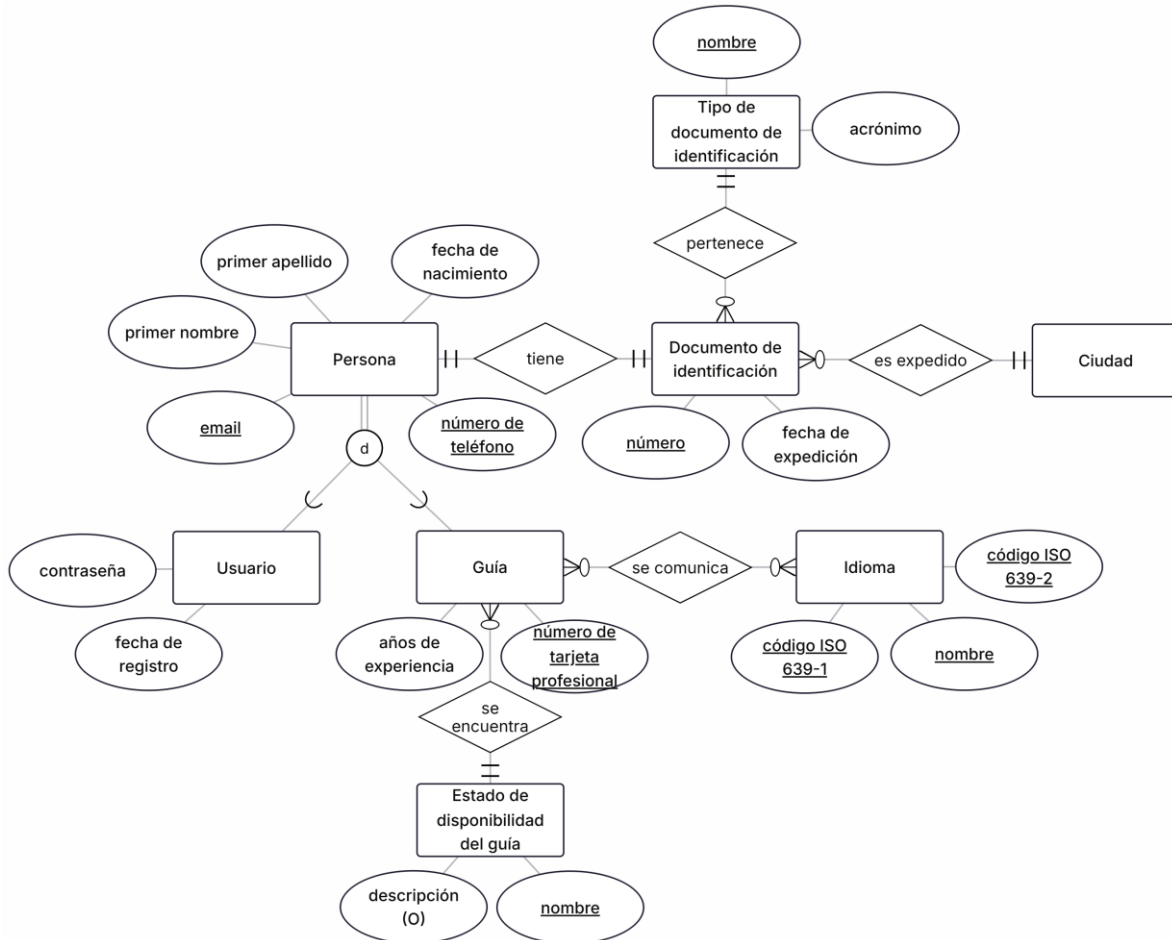 nombre
Tipo de
documento de
identificación
acrónimo
pertenece
primer apellido
fecha de
nacimiento
primer nombre
Persona
tiene
Documento de
identificación
es expedido
Ciudad
email
número de
teléfono
número
fecha de
expedición
d
contraseña
Usuario
Guía
se comunica
Idioma
código ISO
639-2
fecha de
registro
años de
experiencia
número de
tarjeta
profesional
código ISO
639-1
nombre
se
encuentra
Estado de
disponibilidad
del guía
descripción
(O)
nombre